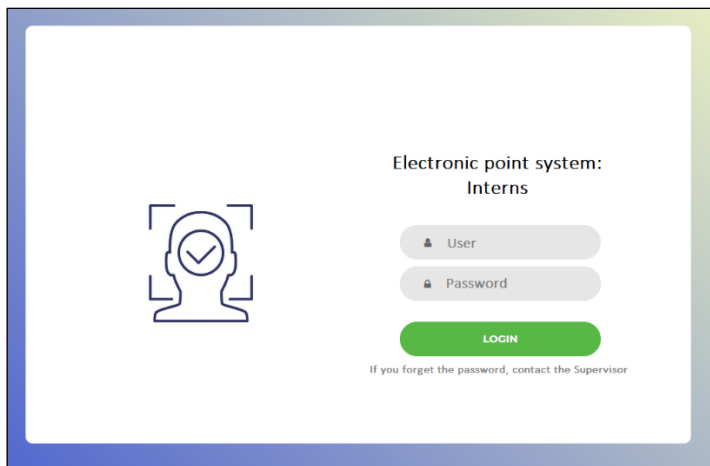 Electronic point system:
Interns
User
Password
LOGIN
If you forget the password, contact the Supervisor